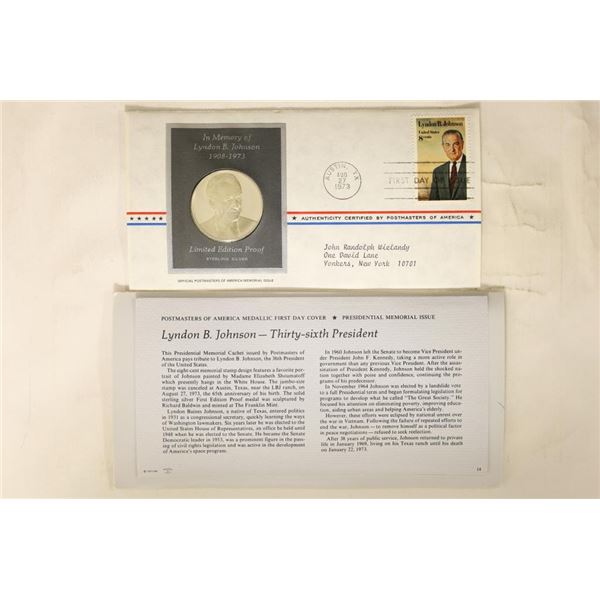 In Memory of
Lyndon B. Johnson
1908-1973
Limited Edition Proof
STERLING SILVER
OFFICIAL POSTMASTERS OF AMERICA MEMORIAL ISSUE
AUSTIN, TX
AUG
27
1973
Lyndon B. Johnson
United States
8 cents
FIRST DAY OF ISSUE
AUTHENTICITY CERTIFIED BY POSTMASTERS OF AMERICA
John Randolph Wielandy
One David Lane
Yonkers, New York 10701
POSTMASTERS OF AMERICA MEDALLIC FIRST DAY COVER ★ PRESIDENTIAL MEMORIAL ISSUE
Lyndon B. Johnson — Thirty-sixth President
This Presidential Memorial Cachet issued by Postmasters of
America pays tribute to Lyndon B. Johnson, the 36th President
of the United States.
The eight-cent memorial stamp design features a favorite por-
trait of Johnson painted by Madame Elizabeth Shoumatoff
which presently hangs in the White House. The jumbo-size
stamp was canceled at Austin, Texas, near the LBJ ranch, on
August 27, 1973, the 65th anniversary of his birth. The solid
sterling silver First Edition Proof medal was sculptured by
Richard Baldwin and minted at The Franklin Mint.
Lyndon Baines Johnson, a native of Texas, entered politics
in 1931 as a congressional secretary, quickly learning the ways
of Washington lawmakers. Six years later he was elected to the
United States House of Representatives, an office he held until
1948 when he was elected to the Senate. He became the Senate
Democratic leader in 1953, was a prominent figure in the pass-
ing of civil rights legislation and was active in the development
of America's space program.
In 1960 Johnson left the Senate to become Vice President un-
der President John F. Kennedy, taking a more active role in
government than any previous Vice President. After the assas-
sination of President Kennedy, Johnson held the shocked na-
tion together with poise and confidence, continuing the pro-
grams of his predecessor.
In November 1964 Johnson was elected by a landslide vote
to a full Presidential term and began formulating legislation for
programs to develop what he called "The Great Society." He
focused his attention on eliminating poverty, improving educa-
tion, aiding urban areas and helping America's elderly.
However, these efforts were eclipsed by national unrest over
the war in Vietnam. Following the failure of repeated efforts to
end the war, Johnson — to remove himself as a political factor
in peace negotiations — refused to seek reelection.
After 38 years of public service, Johnson returned to private
life in January 1969, living on his Texas ranch until his death
on January 22, 1973.
14